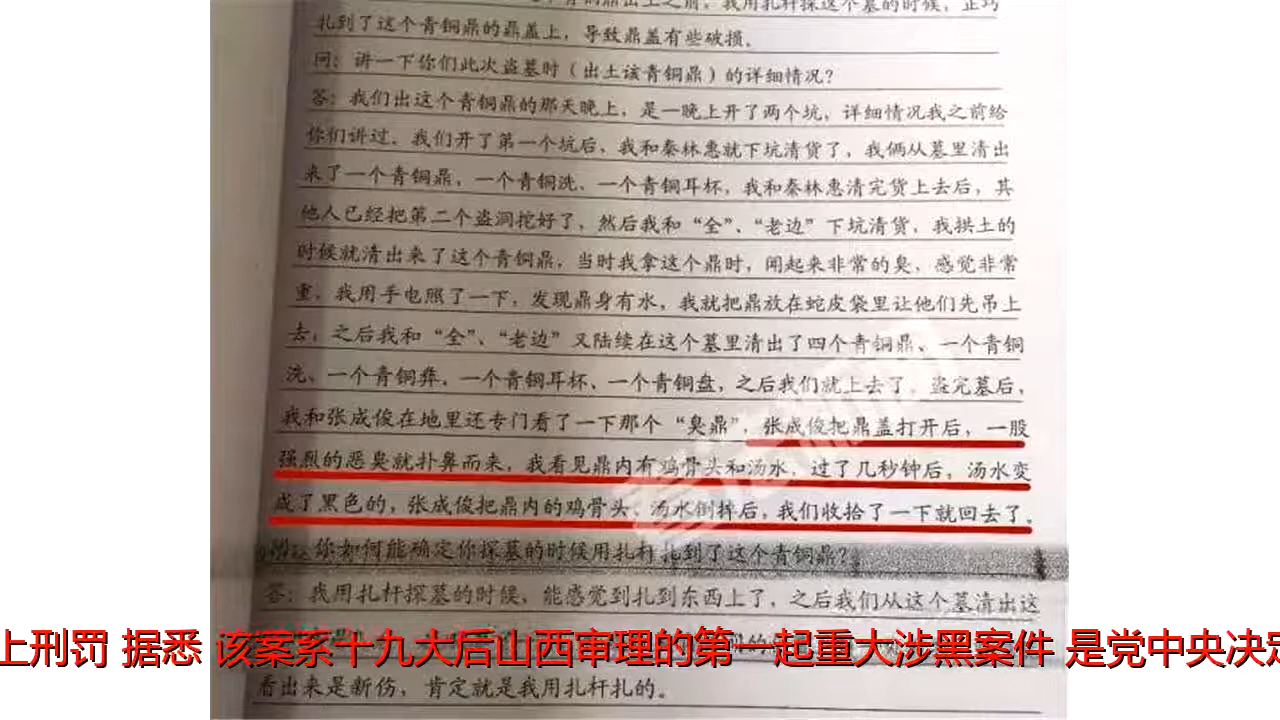 扎到了这个青铜鼎的鼎盖上，导致鼎盖有些破损。
问：讲一下你们此次盗墓时（出土该青铜鼎）的详细情况？
答：我们出这个青铜鼎的那天晚上，是一晚上开了两个坑，详细情况我之前给
你们讲过。我们开了第一个坑后，我和秦林惠就下坑清货了，我俩从墓里清出
来了一个青铜鼎、一个青铜洗、一个青铜耳杯，我和秦林惠清完货上去后，其
他人已经把第二个盗洞挖好了，然后我和“全”、“老边”下坑清货，我拱土的
时候就清出来了这个青铜鼎，当时我拿这个鼎时，闻起来非常的臭，感觉非常
重，我用手电照了一下，发现鼎身有水，我就把鼎放在蛇皮袋里让他们先吊上
去，之后我和“全”、“老边”又陆续在这个墓里清出了四个青铜鼎、一个青铜
洗、一个青铜彝、一个青铜耳杯、一个青铜盘，之后我们就上去了。盗完墓后，
我和张成俊在地里还专门看了一下那个“臭鼎”，张成俊把鼎盖打开后，一股
强烈的恶臭就扑鼻而来，我看见鼎内有鸡骨头和汤水，过了几秒钟后，汤水变
成了黑色的，张成俊把鼎内的鸡骨头、汤水倒掉后，我们收拾了一下就回去了。
你如何能确定你探墓的时候用扎杆扎到了这个青铜鼎？
答：我用扎杆探墓的时候，能感觉到扎到东西上了，之后我们从这个墓清出这
上刑罚 据悉 该案系十九大后山西审理的第一起重大涉黑案件 是党中央决定
看出来是新伤，肯定就是我用扎杆扎的。